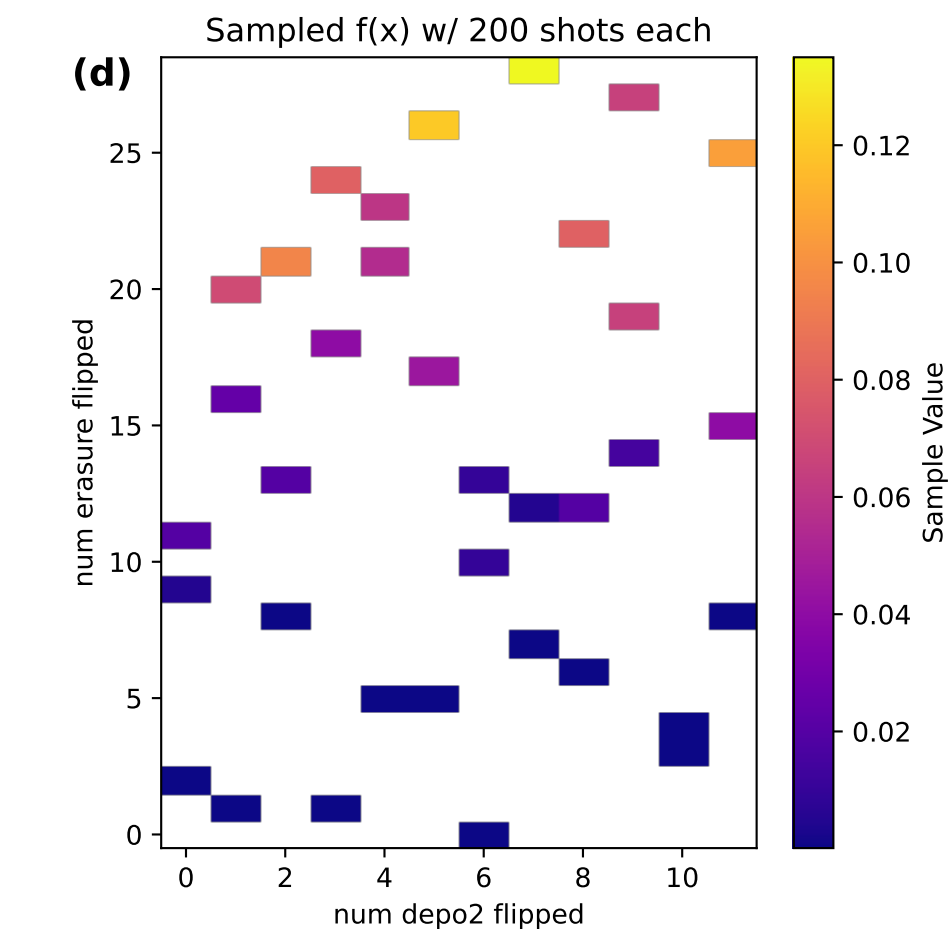 Sampled f(x) w/ 200 shots each
(d)
25
20
15
10
5
0
num erasure flipped
0 2 4 6 8 10
num depo2 flipped
0.12
0.10
0.08
0.06
0.04
0.02
Sample Value